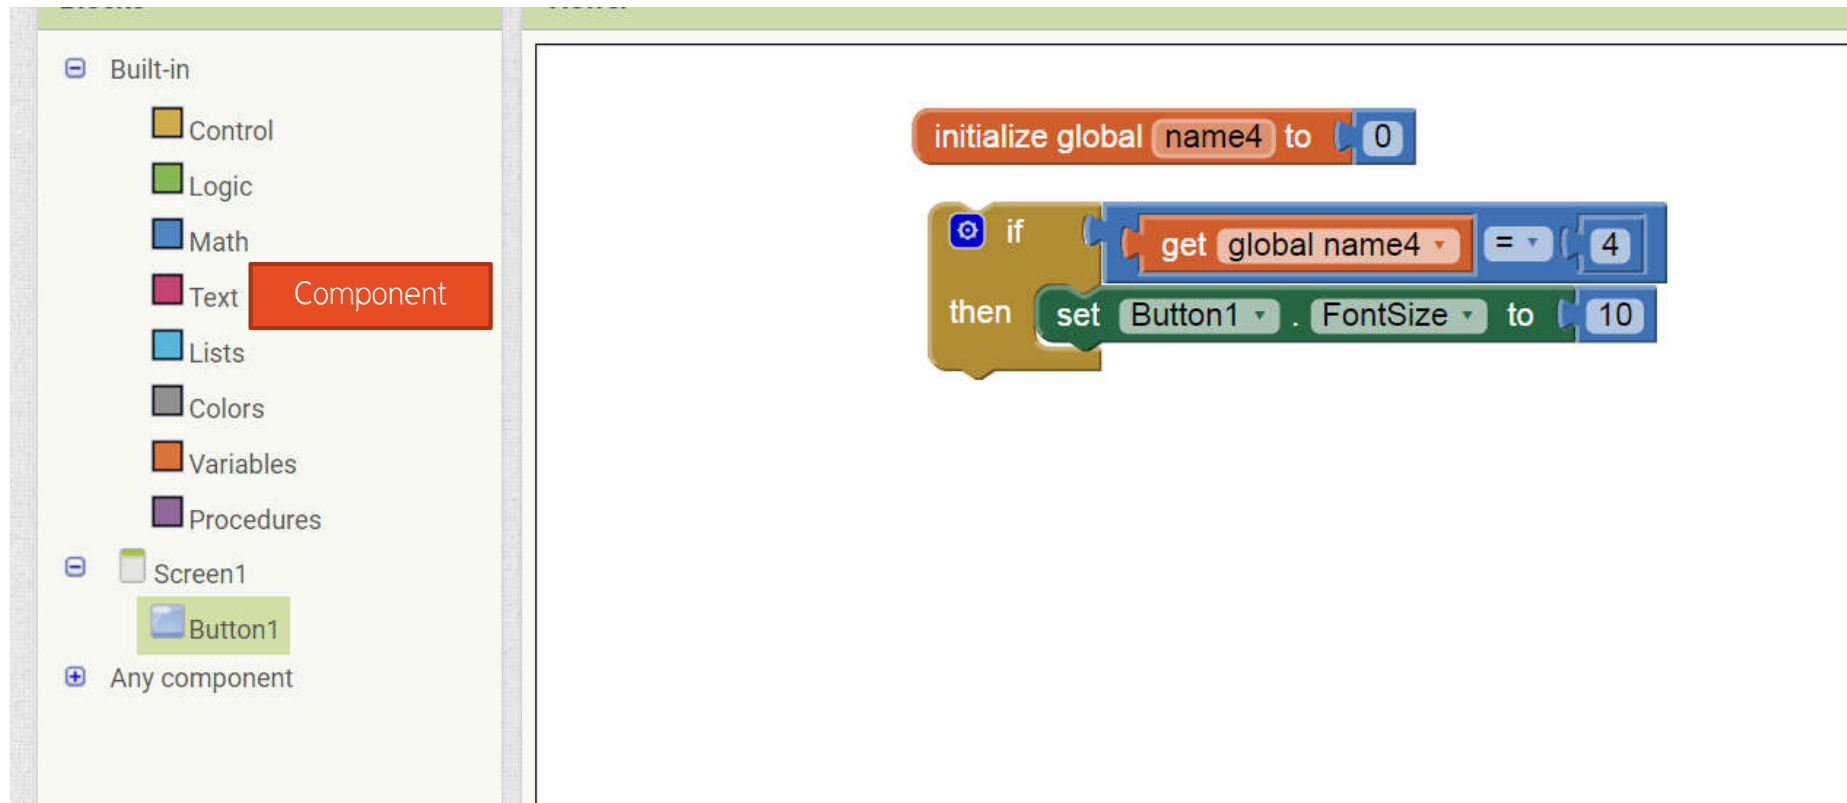 Built-in
Control
Logic
Math
Text
Component
Lists
Colors
Variables
Procedures
Screen1
Button1
Any component
initialize global name4 to 0
if get global name4 = 4
then set Button1 . FontSize to 10